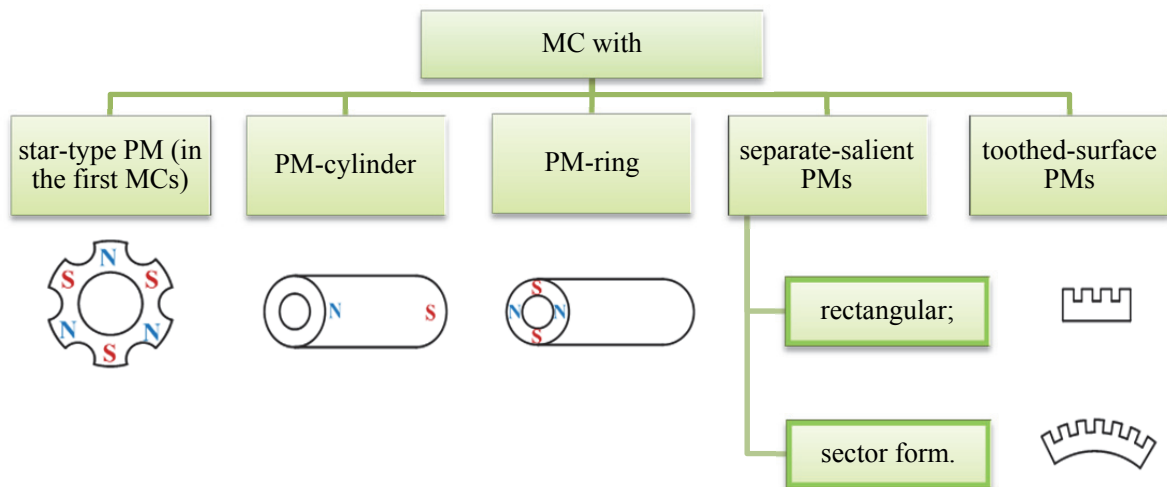 MC with
star-type PM (in
the first MCs)
PM-cylinder
PM-ring
separate-salient
PMs
toothed-surface
PMs
N
S
S
N
N
S
N
S
S
N
N
S
rectangular;
sector form.